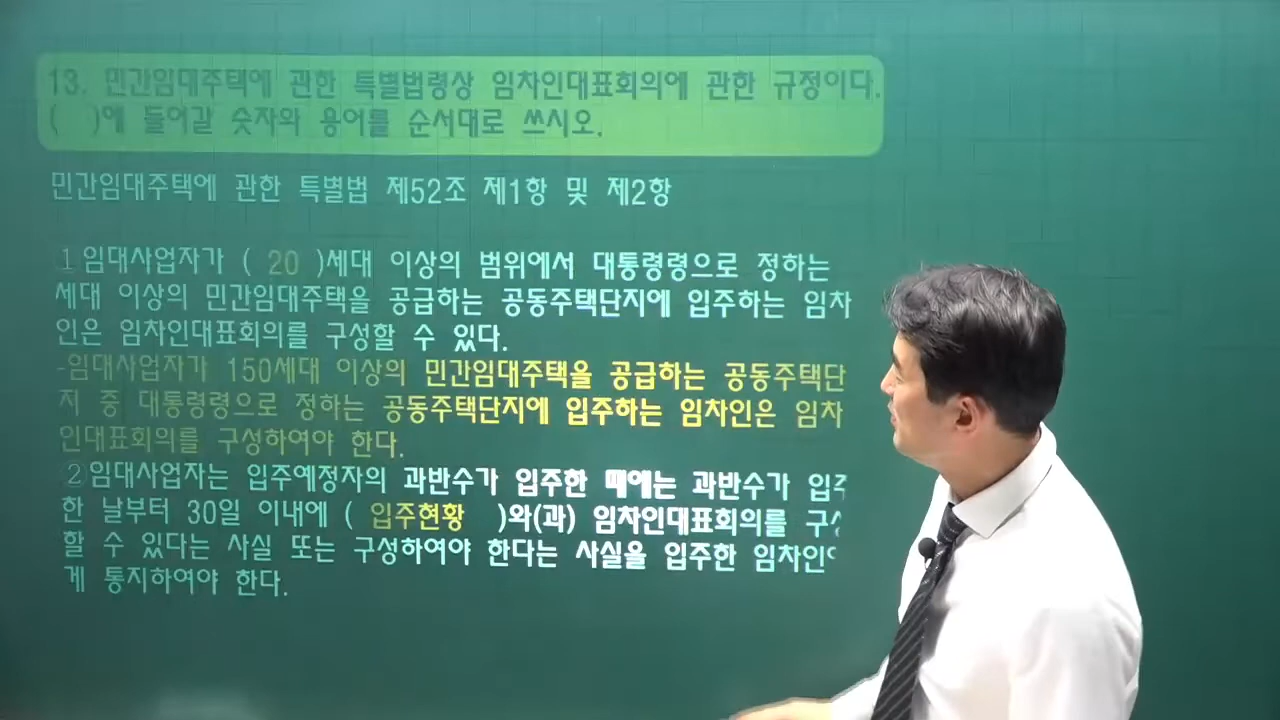 13. 민간임대주택에 관한 특별법령상 임차인대표회의에 관한 규정이다.
( )에 들어갈 숫자와 용어를 순서대로 쓰시오.
민간임대주택에 관한 특별법 제52조 제1항 및 제2항
①임대사업자가 ( 20 )세대 이상의 범위에서 대통령령으로 정하는
세대 이상의 민간임대주택을 공급하는 공동주택단지에 입주하는 임차
인은 임차인대표회의를 구성할 수 있다.
-임대사업자가 150세대 이상의 민간임대주택을 공급하는 공동주택단
지 중 대통령령으로 정하는 공동주택단지에 입주하는 임차인은 임차
인대표회의를 구성하여야 한다.
②임대사업자는 입주예정자의 과반수가 입주한 때에는 과반수가 입주
한 날부터 30일 이내에 ( 입주현황 )와(과) 임차인대표회의를 구성
할 수 있다는 사실 또는 구성하여야 한다는 사실을 입주한 임차인에
게 통지하여야 한다.